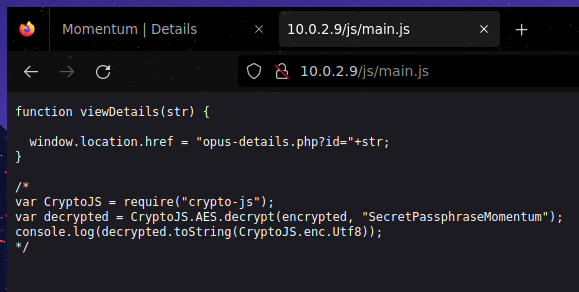 Momentum | Details
10.0.2.9/js/main.js
10.0.2.9/js/main.js
function viewDetails(str) {
  window.location.href = "opus-details.php?id="+str;
}
/*
var CryptoJS = require("crypto-js");
var decrypted = CryptoJS.AES.decrypt(encrypted, "SecretPassphraseMomentum");
console.log(decrypted.toString(CryptoJS.enc.Utf8));
*/